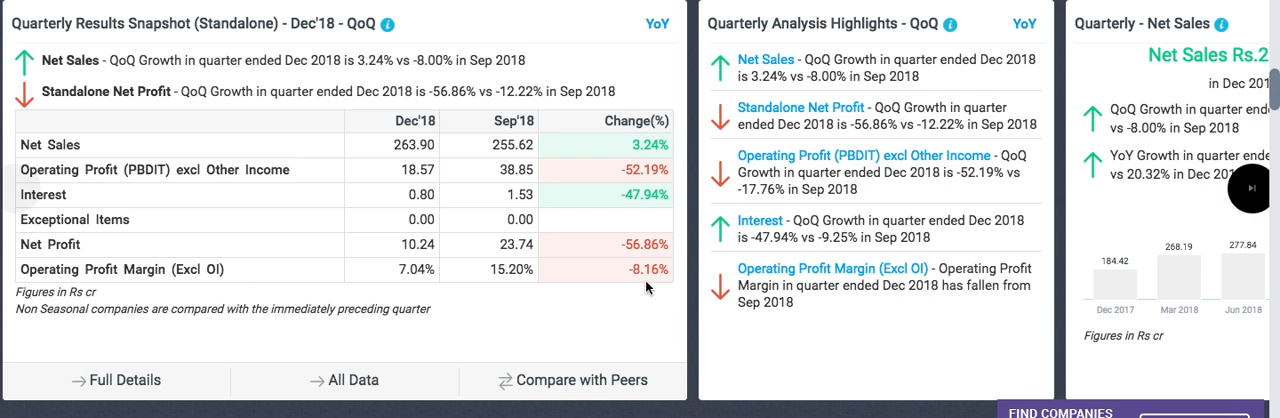 Quarterly Results Snapshot (Standalone) - Dec'18 - QoQ i YoY
Net Sales - QoQ Growth in quarter ended Dec 2018 is 3.24% vs -8.00% in Sep 2018
Standalone Net Profit - QoQ Growth in quarter ended Dec 2018 is -56.86% vs -12.22% in Sep 2018
Dec'18 Sep'18 Change(%)
Net Sales 263.90 255.62 3.24%
Operating Profit (PBDIT) excl Other Income 18.57 38.85 -52.19%
Interest 0.80 1.53 -47.94%
Exceptional Items 0.00 0.00
Net Profit 10.24 23.74 -56.86%
Operating Profit Margin (Excl OI) 7.04% 15.20% -8.16%
Figures in Rs cr
Non Seasonal companies are compared with the immediately preceding quarter
Full Details All Data Compare with Peers
Quarterly Analysis Highlights - QoQ i YoY
Net Sales - QoQ Growth in quarter ended Dec 2018
is 3.24% vs -8.00% in Sep 2018
Standalone Net Profit - QoQ Growth in quarter
ended Dec 2018 is -56.86% vs -12.22% in Sep 2018
Operating Profit (PBDIT) excl Other Income - QoQ
Growth in quarter ended Dec 2018 is -52.19% vs
-17.76% in Sep 2018
Interest - QoQ Growth in quarter ended Dec 2018
is -47.94% vs -9.25% in Sep 2018
Operating Profit Margin (Excl OI) - Operating Profit
Margin in quarter ended Dec 2018 has fallen from
Sep 2018
Quarterly - Net Sales i
Net Sales Rs.2
in Dec 201
QoQ Growth in quarter ende
vs -8.00% in Sep 2018
YoY Growth in quarter ende
vs 20.32% in Dec 201
184.42 268.19 277.84
Dec 2017 Mar 2018 Jun 2018
Figures in Rs cr
FIND COMPANIES